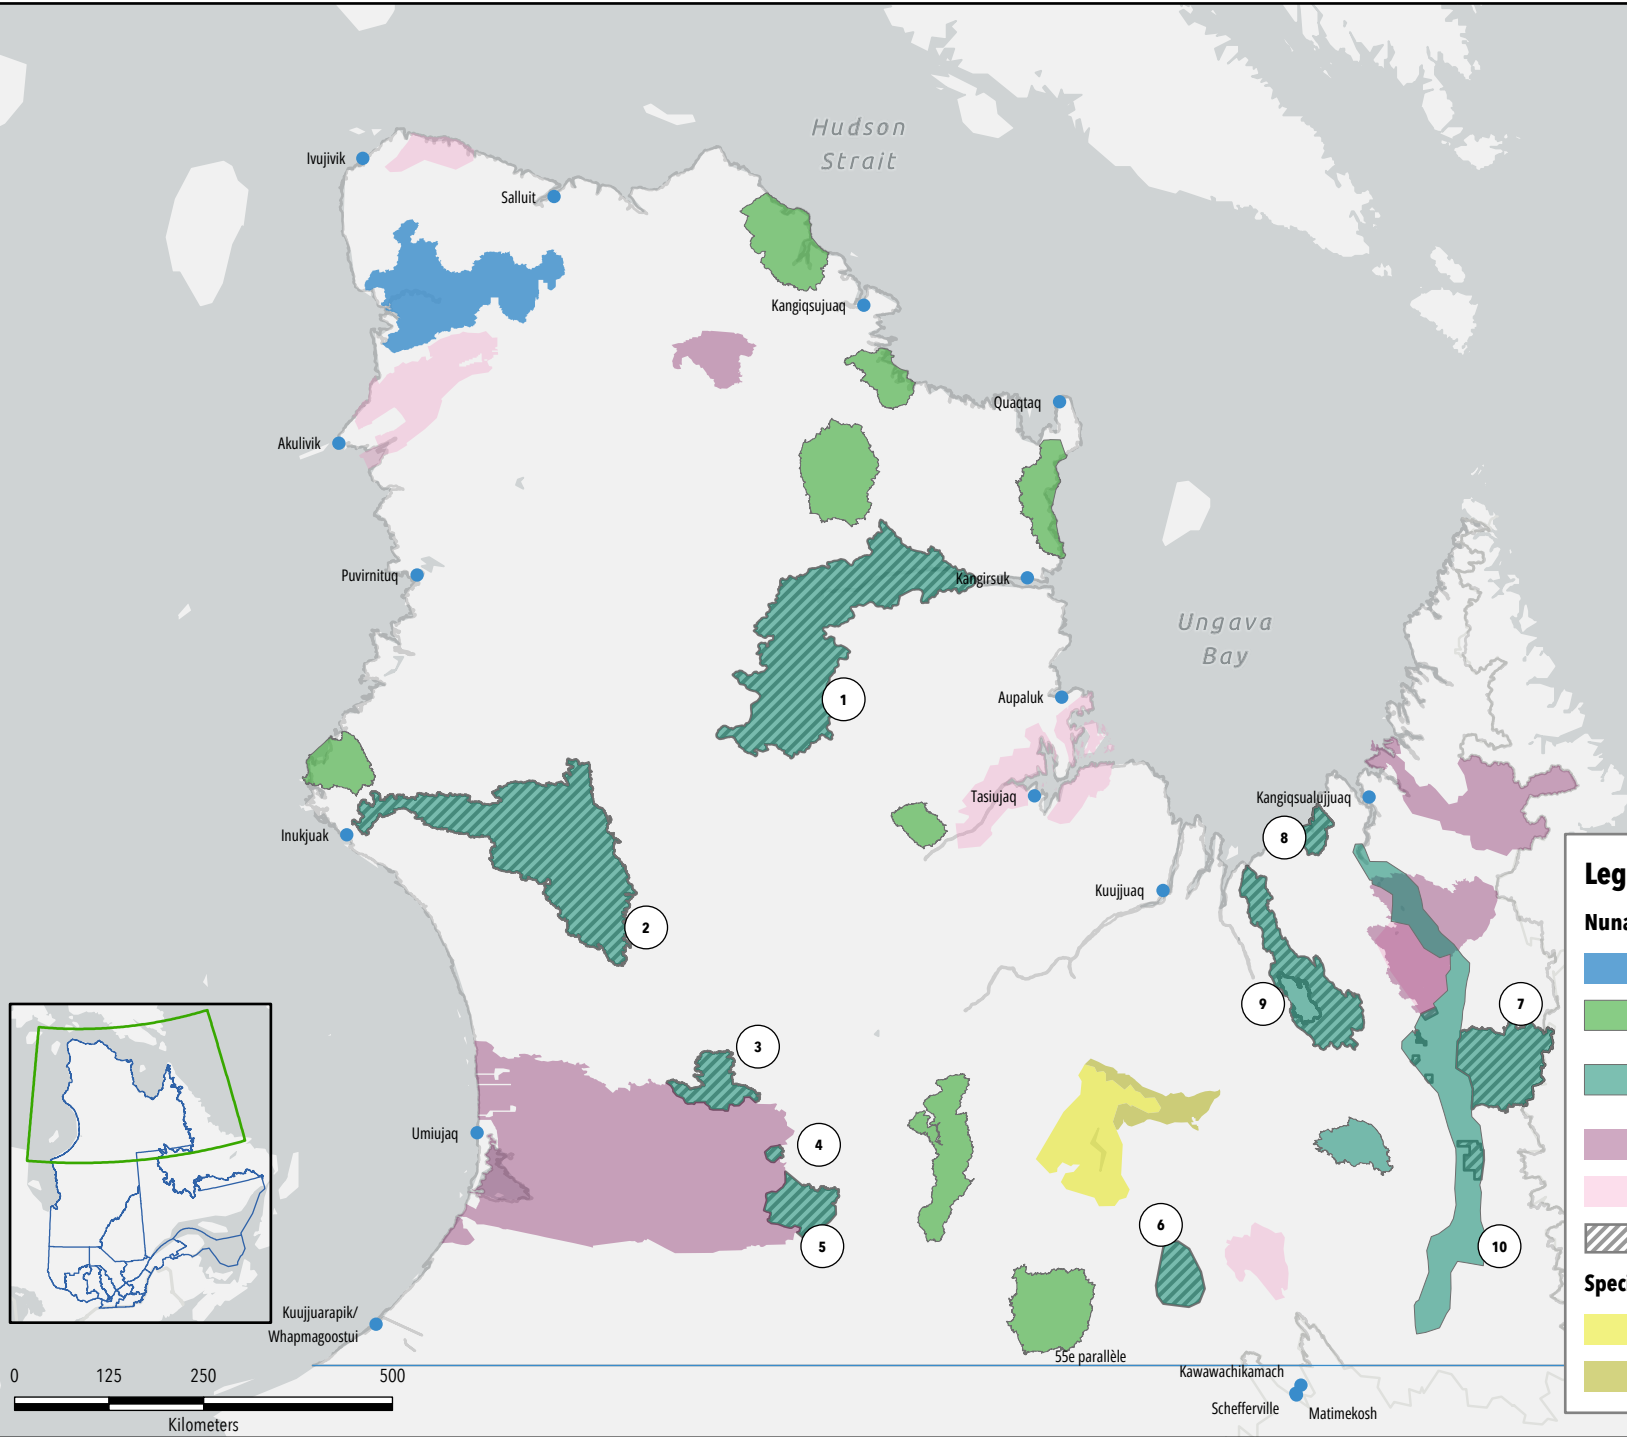 Hudson
Strait
Ivujivik
Salluit
Kangiqsujuaq
Quaqtaq
Akulivik
Puvirnituq
Kangirsuk
Ungava
Bay
1
Aupaluk
Tasiujaq
Kangiqsualujjuaq
Inukjuak
8
Leg
Kuujjuaq
Nuna
2
9
7
3
Umiujaq
4
6
5
10
Spec
Kuujjuarapik/
Whapmagoostui
55e parallèle
0 125 250 500
Kawawachikamach
Schefferville
Matimekosh
Kilometers